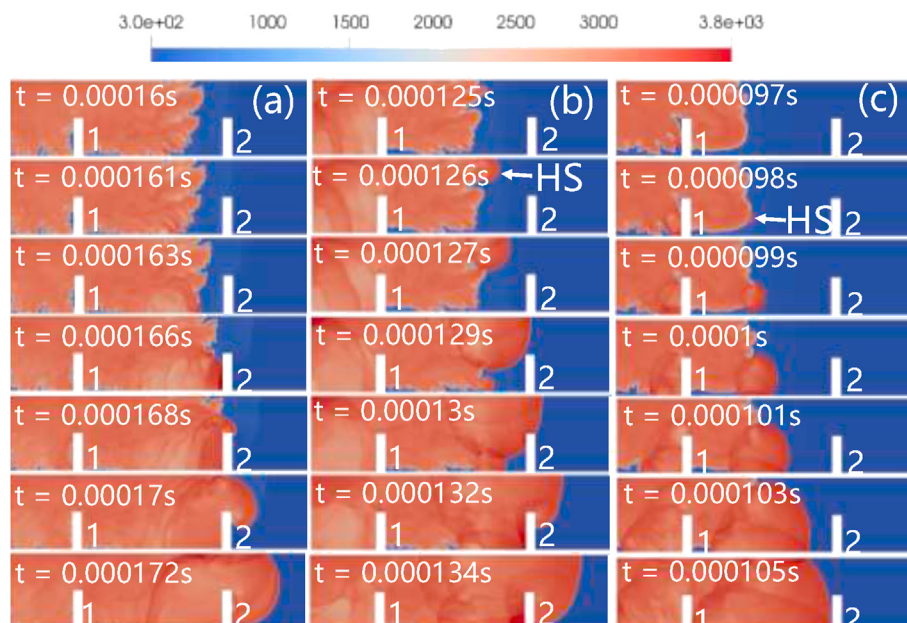 3.0e+02 1000 1500 2000 2500 3000 3.8e+03
t = 0.00016s (a) t = 0.000125s (b) t = 0.000097s (c)
1 2 1 2 1 2
t = 0.000161s t = 0.000126s HS t = 0.000098s
1 2 1 2 1 HS 2
t = 0.000163s t = 0.000127s t = 0.000099s
1 2 1 2 1 2
t = 0.000166s t = 0.000129s t = 0.0001s
1 2 1 2 1 2
t = 0.000168s t = 0.00013s t = 0.000101s
1 2 1 2 1 2
t = 0.00017s t = 0.000132s t = 0.000103s
1 2 1 2 1 2
t = 0.000172s t = 0.000134s t = 0.000105s
1 2 1 2 1 2